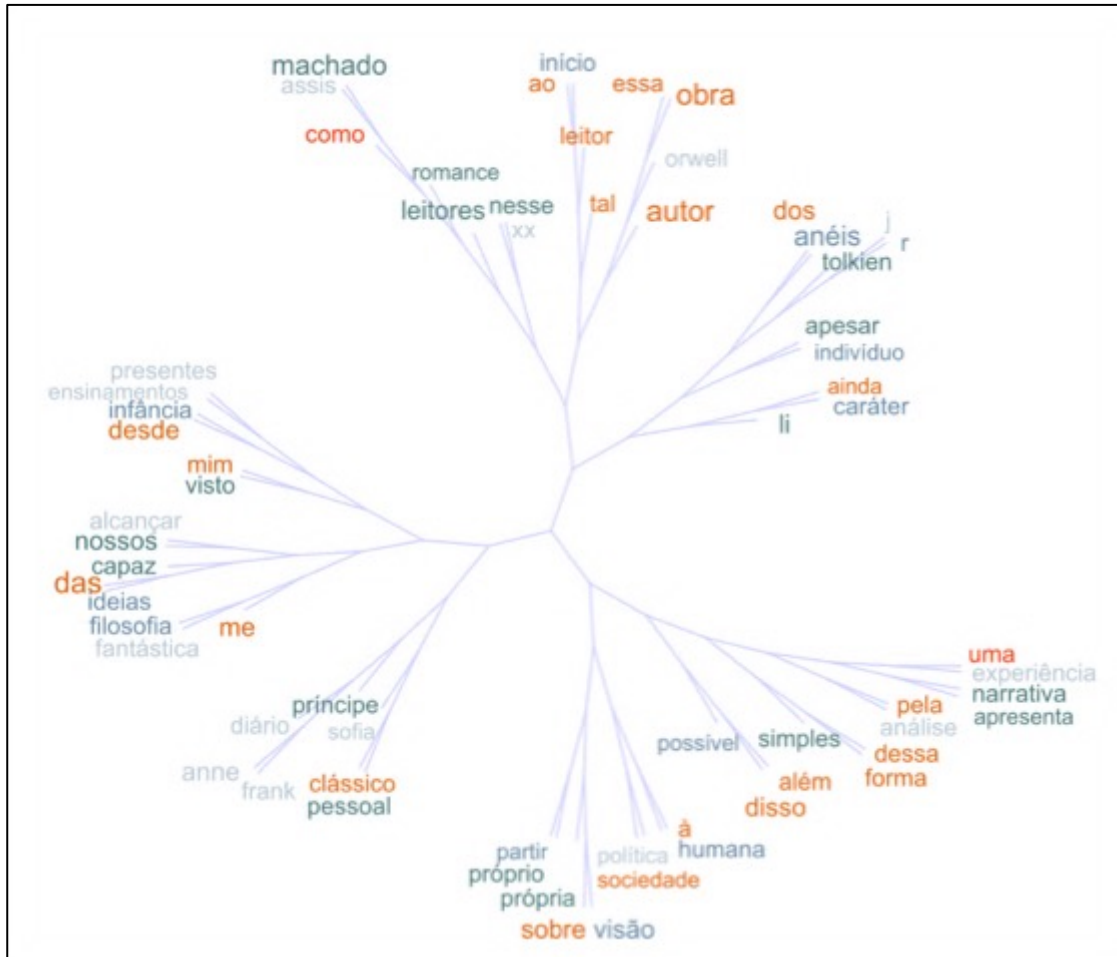 machado
assis
como
romance
leitores
nesse
xx
início
ao
leitor
tal
essa
obra
orwell
autor
dos
anéis
j
r
tolkien
apesar
indivíduo
ainda
caráter
li
presentes
ensinamentos
infância
desde
mim
visto
alcançar
nossos
capaz
das
ideias
filosofia
fantástica
me
príncipe
diário
sofia
anne
frank
clássico
pessoal
partir
próprio
própria
sobre visão
política
sociedade
à
humana
possível
simples
além
disso
dessa
forma
pela
análise
uma
experiência
narrativa
apresenta